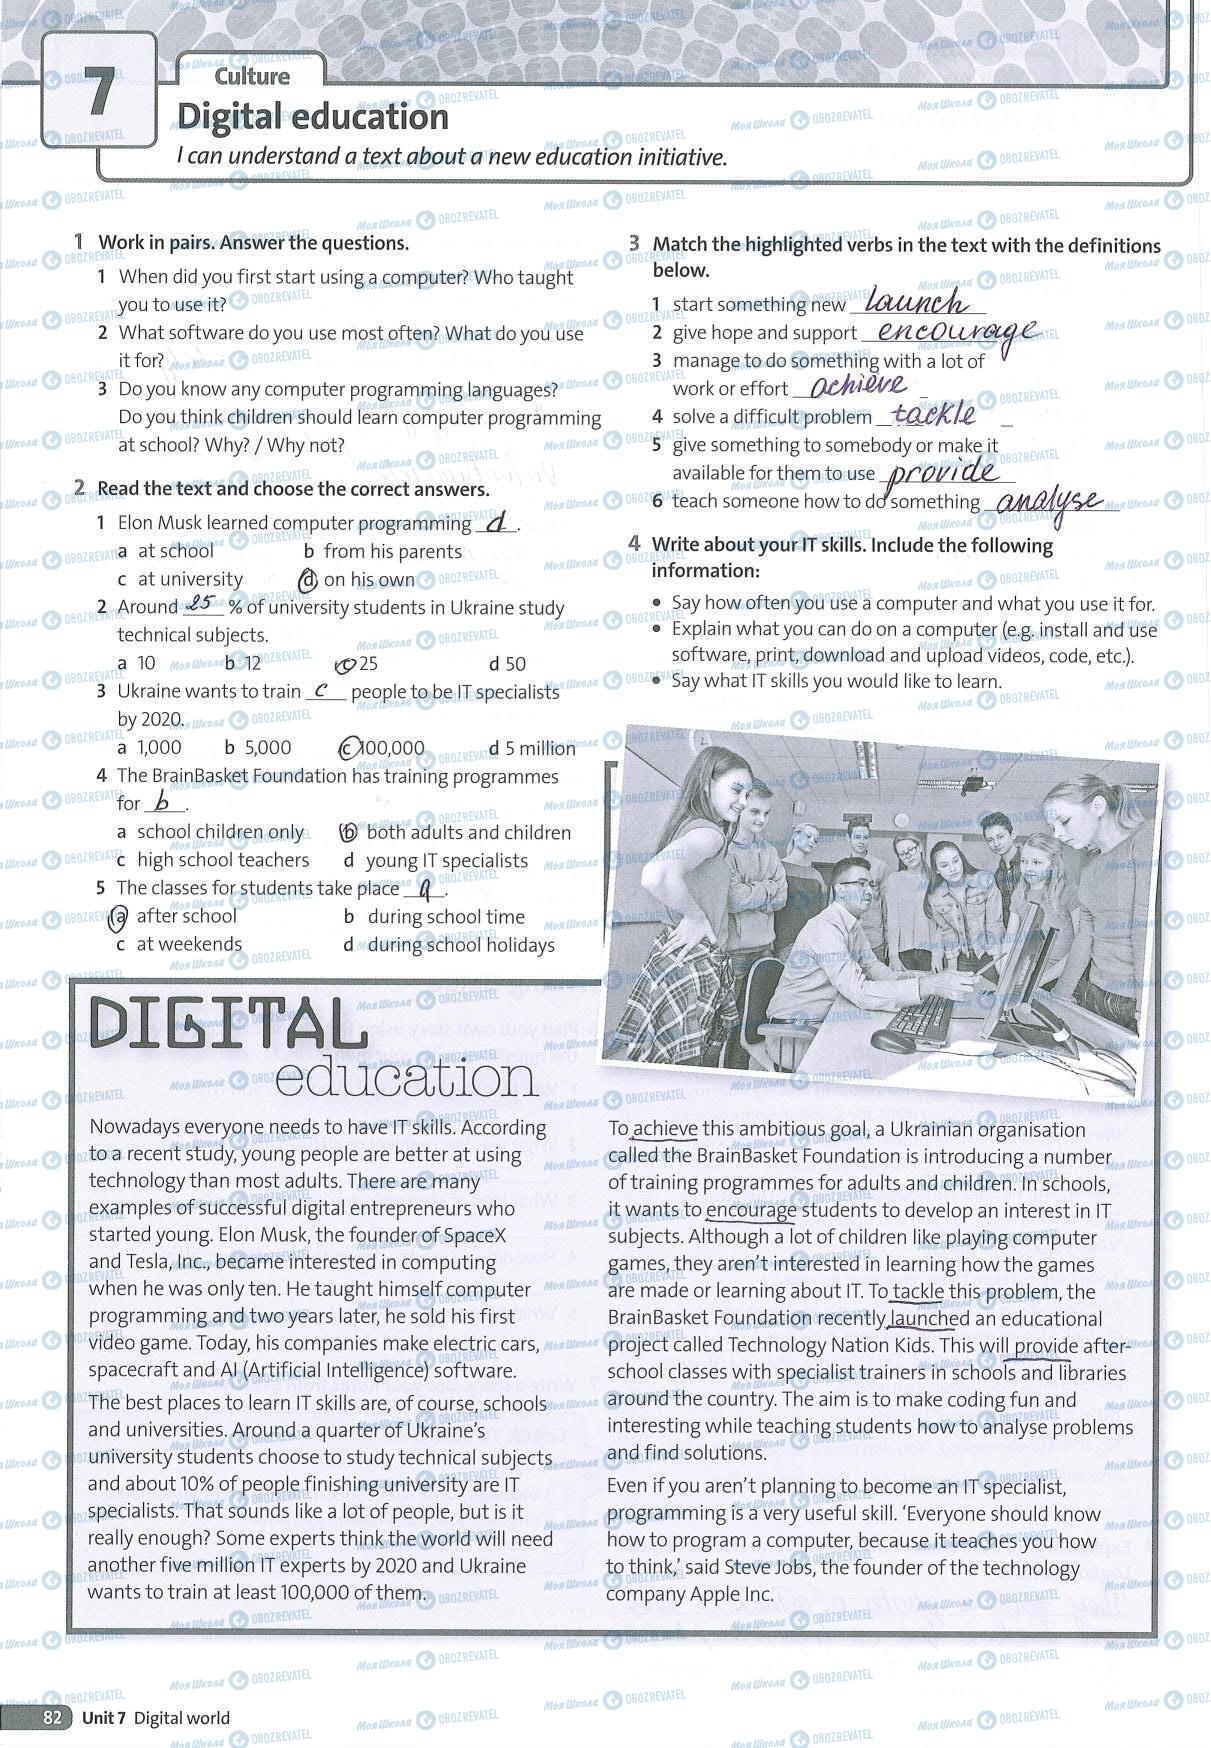 7
Culture
Digital education
I can understand a text about a new education initiative.
1 Work in pairs. Answer the questions.
1 When did you first start using a computer? Who taught
you to use it?
2 What software do you use most often? What do you use
it for?
3 Do you know any computer programming languages?
Do you think children should learn computer programming
at school? Why? / Why not?
2 Read the text and choose the correct answers.
1 Elon Musk learned computer programming d.
a at school b from his parents
c at university d on his own
2 Around 25 % of university students in Ukraine study
technical subjects.
a 10 b 12 c 25 d 50
3 Ukraine wants to train c people to be IT specialists
by 2020.
a 1,000 b 5,000 c 100,000 d 5 million
4 The BrainBasket Foundation has training programmes
for b.
a school children only b both adults and children
c high school teachers d young IT specialists
5 The classes for students take place a.
a after school b during school time
c at weekends d during school holidays
3 Match the highlighted verbs in the text with the definitions
below.
1 start something new launch
2 give hope and support encourage
3 manage to do something with a lot of
work or effort achieve
4 solve a difficult problem tackle
5 give something to somebody or make it
available for them to use provide
6 teach someone how to do something analyse
4 Write about your IT skills. Include the following
information:
• Say how often you use a computer and what you use it for.
• Explain what you can do on a computer (e.g. install and use
software, print, download and upload videos, code, etc.).
• Say what IT skills you would like to learn.
DIGITAL
education
Nowadays everyone needs to have IT skills. According
to a recent study, young people are better at using
technology than most adults. There are many
examples of successful digital entrepreneurs who
started young. Elon Musk, the founder of SpaceX
and Tesla, Inc., became interested in computing
when he was only ten. He taught himself computer
programming and two years later, he sold his first
video game. Today, his companies make electric cars,
spacecraft and AI (Artificial Intelligence) software.
The best places to learn IT skills are, of course, schools
and universities. Around a quarter of Ukraine's
university students choose to study technical subjects
and about 10% of people finishing university are IT
specialists. That sounds like a lot of people, but is it
really enough? Some experts think the world will need
another five million IT experts by 2020 and Ukraine
wants to train at least 100,000 of them.
To achieve this ambitious goal, a Ukrainian organisation
called the BrainBasket Foundation is introducing a number
of training programmes for adults and children. In schools,
it wants to encourage students to develop an interest in IT
subjects. Although a lot of children like playing computer
games, they aren't interested in learning how the games
are made or learning about IT. To tackle this problem, the
BrainBasket Foundation recently launched an educational
project called Technology Nation Kids. This will provide after-
school classes with specialist trainers in schools and libraries
around the country. The aim is to make coding fun and
interesting while teaching students how to analyse problems
and find solutions.
Even if you aren't planning to become an IT specialist,
programming is a very useful skill. 'Everyone should know
how to program a computer, because it teaches you how
to think,' said Steve Jobs, the founder of the technology
company Apple Inc.
82 Unit 7 Digital world
Моя Школа OBOZREVATEL